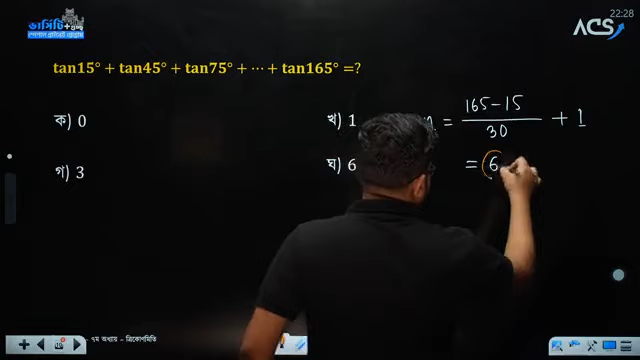 22:28
ভার্সিটি+
স্পেশাল প্রাইভেট প্রোগ্রাম
ACS
tan15° + tan45° + tan75° + ⋯ + tan165° =?
ক) 0
খ) 1
n = (165 - 15)/30 + 1
গ) 3
ঘ) 6
= 6
৭ম অধ্যায় - ত্রিকোণমিতি